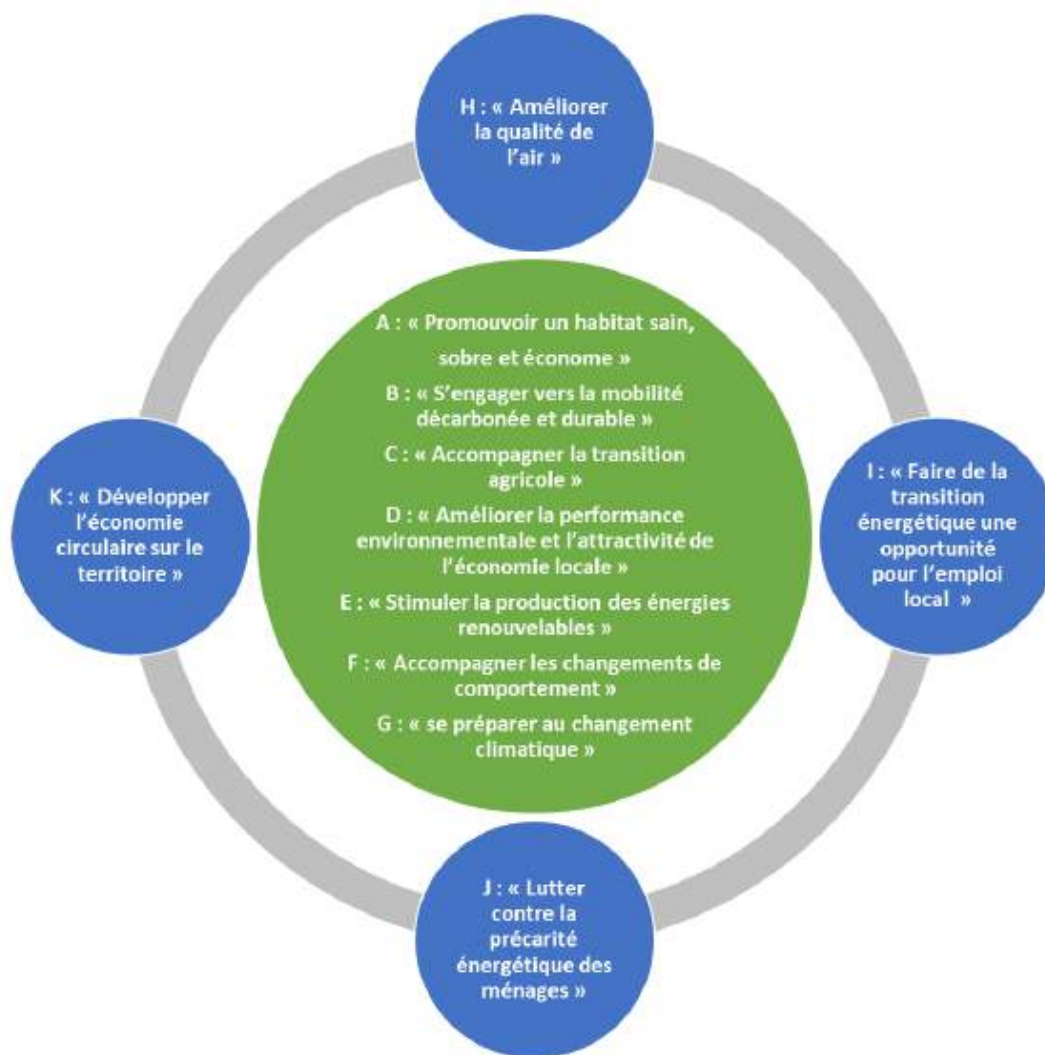 H : « Améliorer
la qualité de
l’air »
A : « Promouvoir un habitat sain,
sobre et économe »
B : « S’engager vers la mobilité
décarbonée et durable »
C : « Accompagner la transition
agricole »
D : « Améliorer la performance
environnementale et l’attractivité de
l’économie locale »
E : « Stimuler la production des énergies
renouvelables »
F : « Accompagner les changements de
comportement »
G : « se préparer au changement
climatique »
K : « Développer
l’économie
circulaire sur le
territoire »
I : « Faire de la
transition
énergétique une
opportunité
pour l’emploi
local »
J : « Lutter
contre la
précarité
énergétique des
ménages »